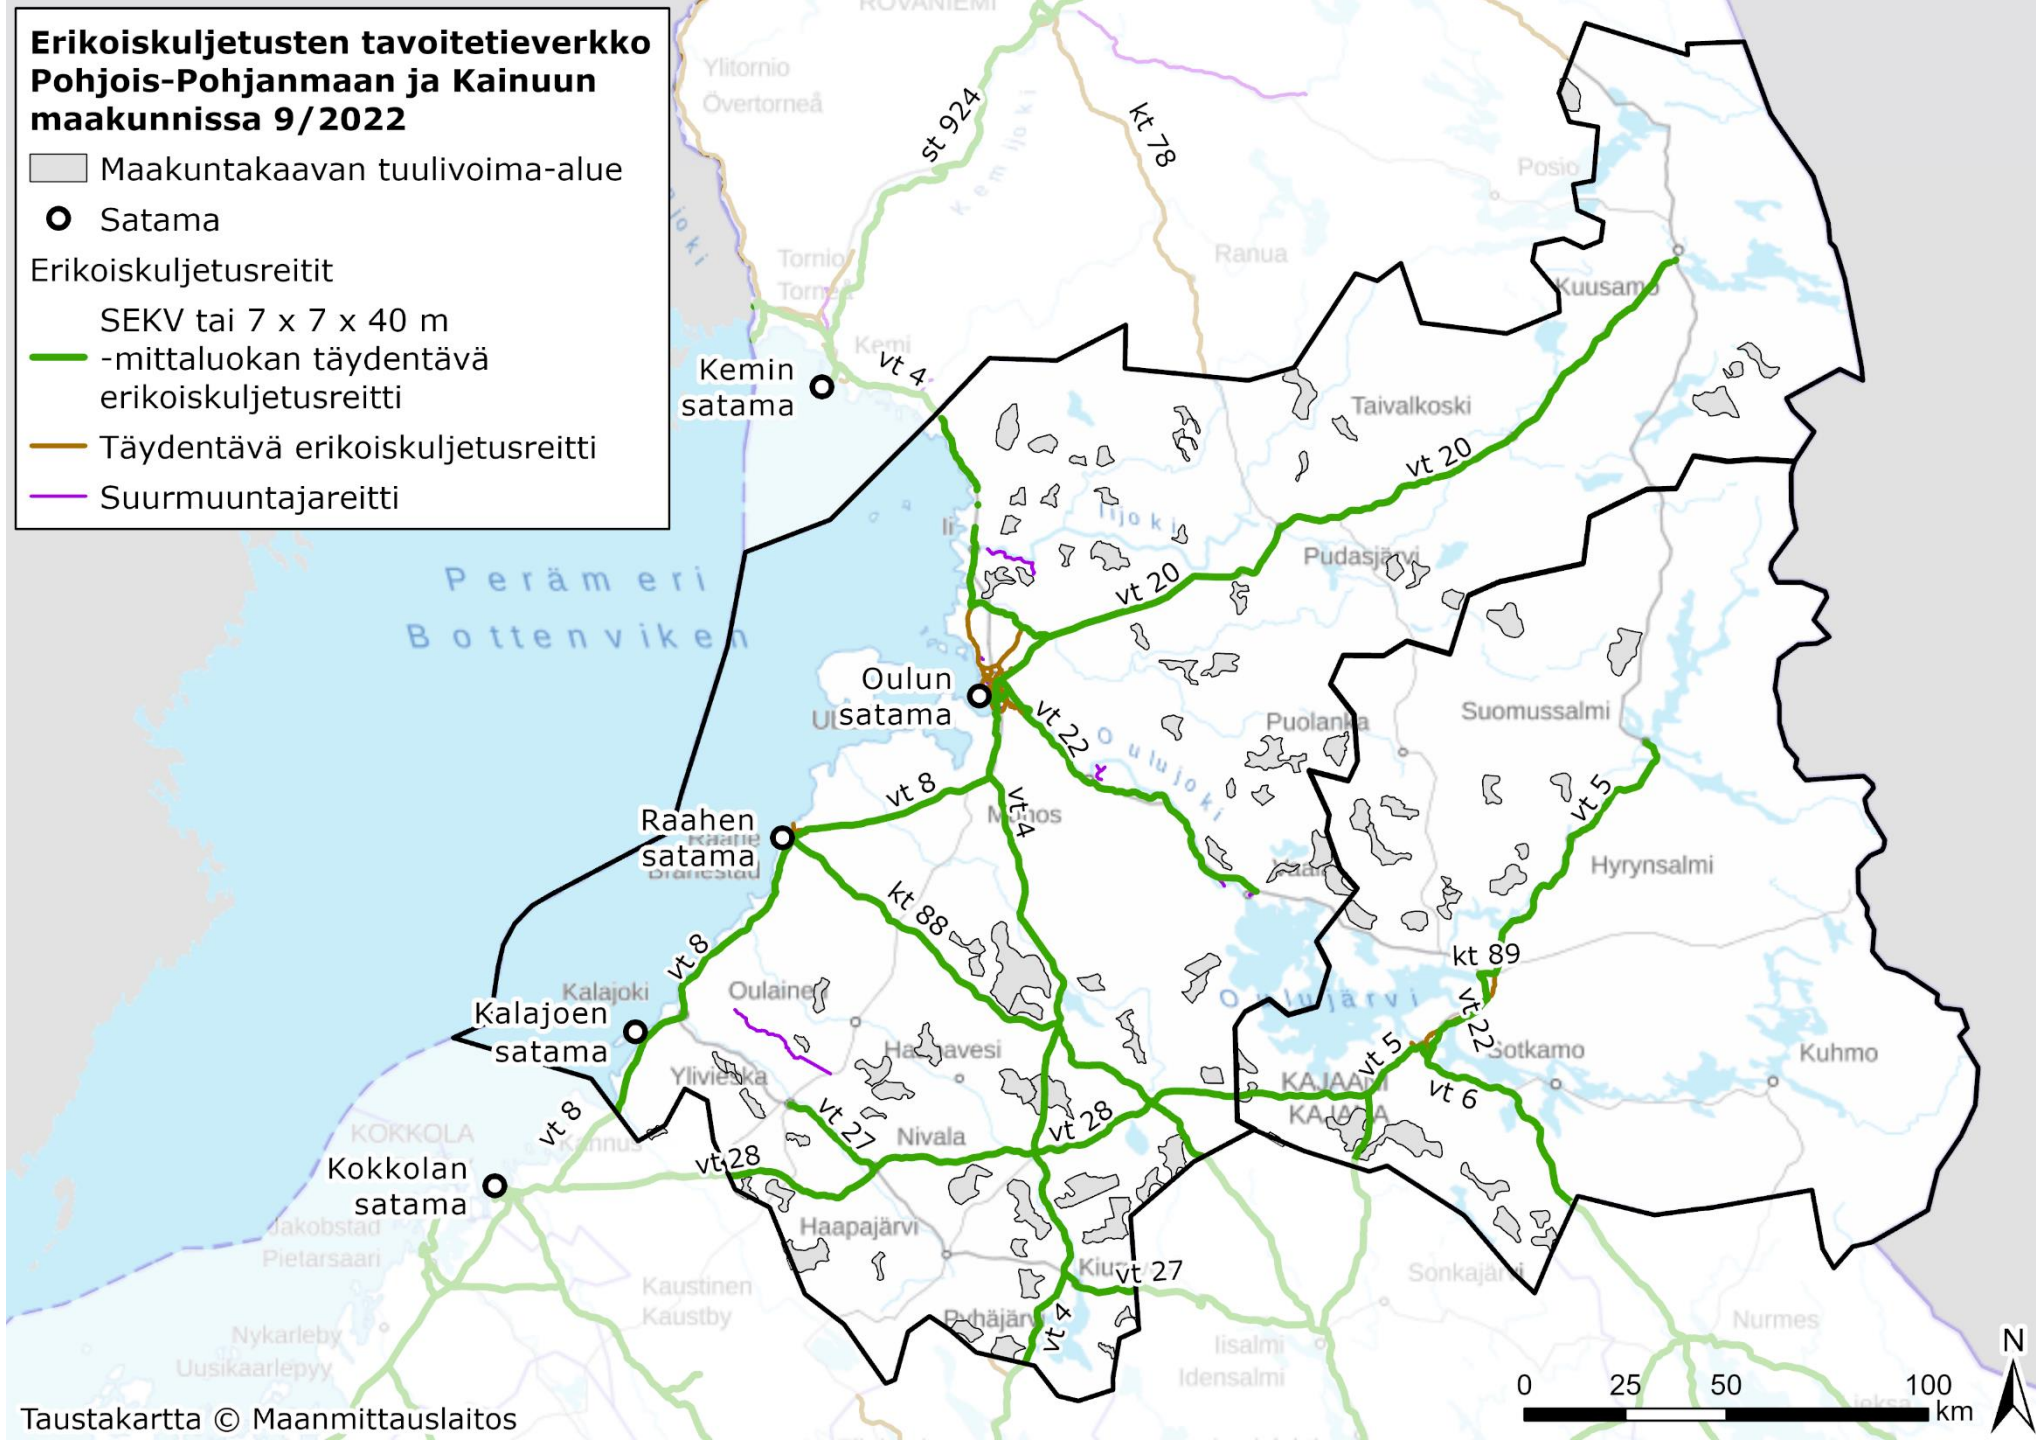 Erikoiskuljetusten tavoitetieverkko
Pohjois-Pohjanmaan ja Kainuun
maakunnissa 9/2022
Maakuntakaavan tuulivoima-alue
Satama
Erikoiskuljetusreitit
SEKV tai 7 x 7 x 40 m
-mittaluokan täydentävä
erikoiskuljetusreitti
Täydentävä erikoiskuljetusreitti
Suurmuuntajareitti
ROVANIEMI
Ylitornio
Övertorneå
st 924
Kemijoki
kt 78
Posio
Ranua
Tornio
Kemi
Kemin
satama
vt 4
Kuusamo
Taivalkoski
vt 20
Ii
Iijoki
Pudasjärvi
vt 20
Perämeri
Bottenviken
Oulun
satama
vt 22
Oulujoki
Puolanka
Suomussalmi
vt 8
vt 4
vt 5
Raahen
satama
Hyrynsalmi
kt 88
kt 89
vt 8
Kalajoki
Oulainen
Oulujärvi
Kalajoen
satama
vt 22
Sotkamo
Kuhmo
vt 5
Ylivieska
KAJAANI
KAJANA
vt 6
vt 8
KOKKOLA
Kannus
vt 27
Nivala
vt 28
vt 28
Kokkolan
satama
Jakobstad
Pietarsaari
Haapajärvi
vt 27
Sonkajärvi
Kaustinen
Kaustby
Pyhäjärvi
vt 4
Nykarleby
Uusikaarlepyy
Iisalmi
Idensalmi
Nurmes
N
0 25 50 100
km
Taustakartta © Maanmittauslaitos